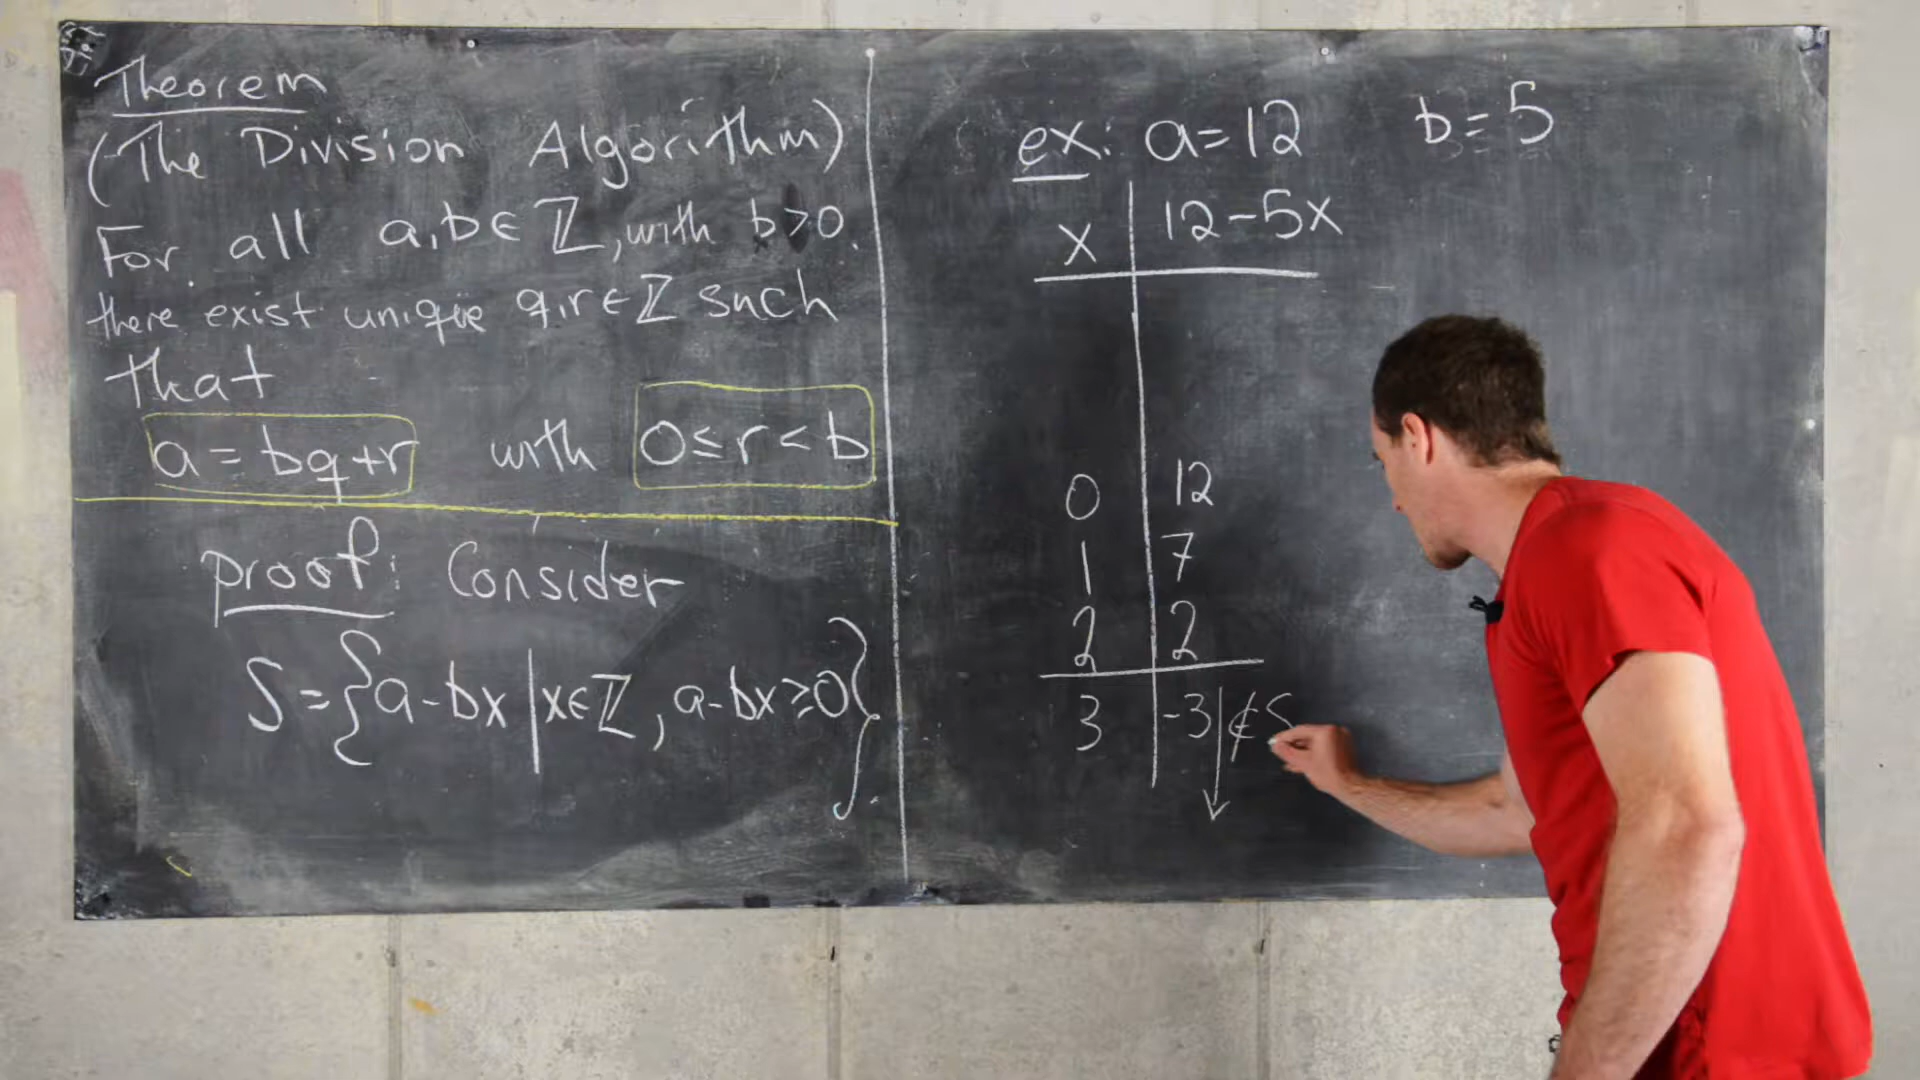 Theorem
(The Division Algorithm)
For all a,b ∈ ℤ, with b>0.
there exist unique q,r ∈ ℤ such
that
a = bq+r with 0 ≤ r < b
proof: Consider
S = {a-bx | x∈ℤ, a-bx ≥ 0}.
ex: a=12 b=5
x 12-5x
0 12
1 7
2 2
3 -3 ∉ S